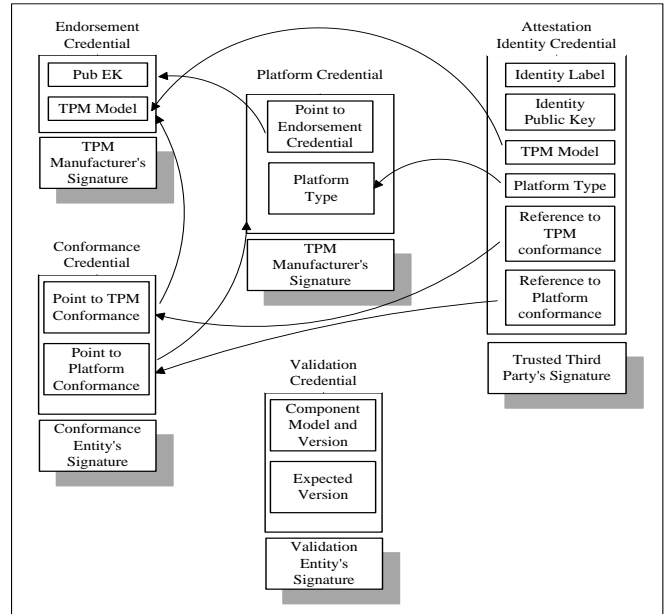 Endorsement
Credential
Pub EK
TPM Model
TPM
Manufacturer's
Signature
Platform Credential
Point to
Endorsement
Credential
Platform
Type
TPM
Manufacturer's
Signature
Attestation
Identity Credential
Identity Label
Identity
Public Key
TPM Model
Platform Type
Reference to
TPM
conformance
Reference to
Platform
conformance
Trusted Third
Party's Signature
Conformance
Credential
Point to TPM
Conformance
Point to
Platform
Conformance
Conformance
Entity's
Signature
Validation
Credential
Component
Model and
Version
Expected
Version
Validation
Entity's
Signature